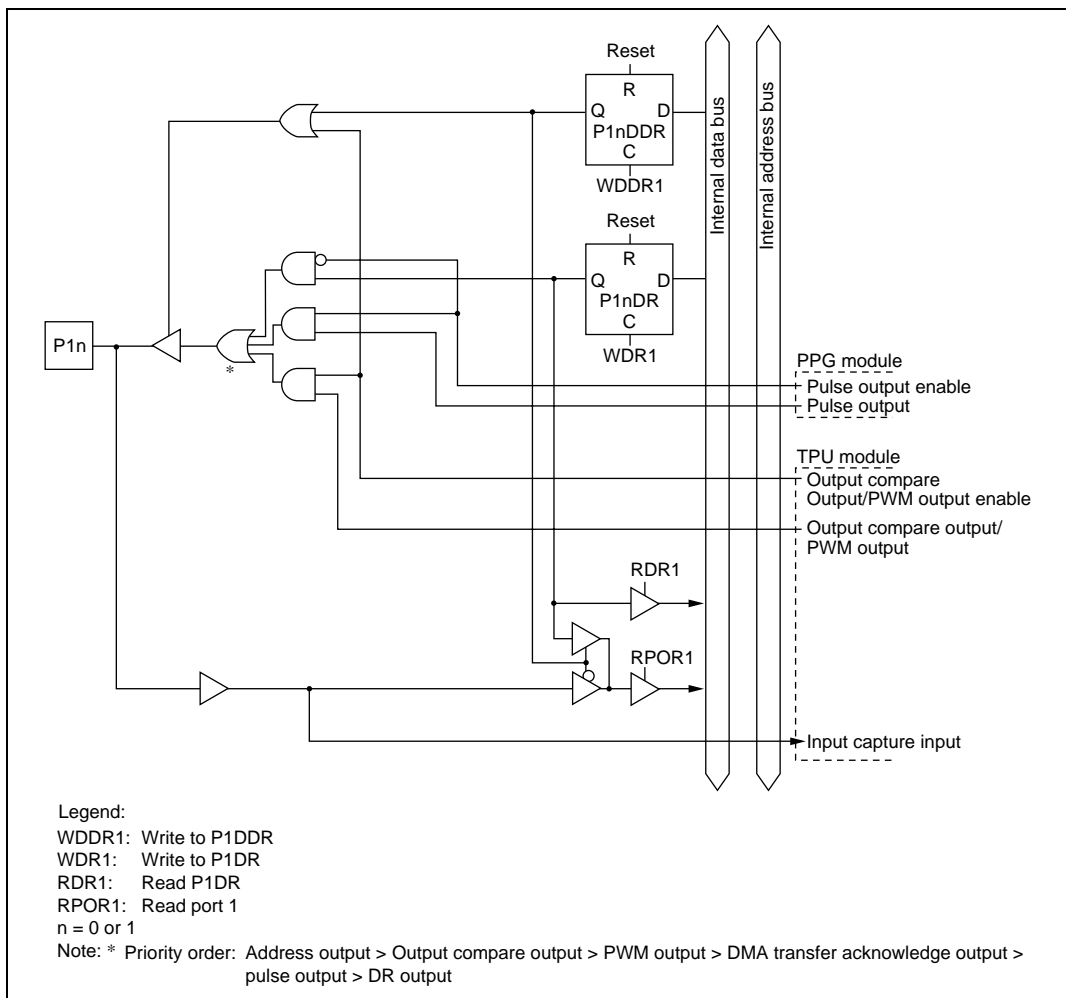 Reset
R
Q D
P1nDDR
C
WDDR1
Reset
R
Q D
P1nDR
C
WDR1
Internal data bus
Internal address bus
P1n
*
PPG module
Pulse output enable
Pulse output
TPU module
Output compare
Output/PWM output enable
Output compare output/
PWM output
RDR1
RPOR1
Input capture input
Legend:
WDDR1: Write to P1DDR
WDR1: Write to P1DR
RDR1: Read P1DR
RPOR1: Read port 1
n = 0 or 1
Note: * Priority order: Address output > Output compare output > PWM output > DMA transfer acknowledge output >
pulse output > DR output